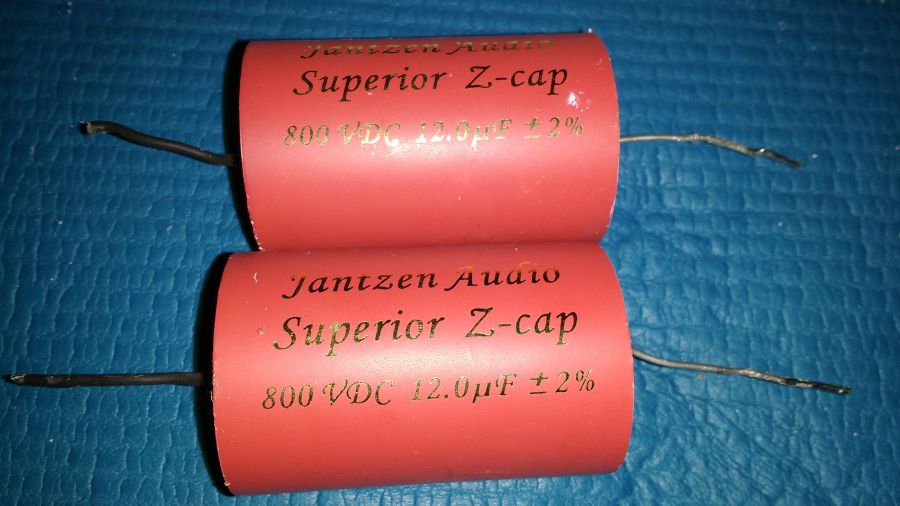 Jantzen Audio
Superior Z-cap
800 VDC 12.0µF ±2%
Jantzen Audio
Superior Z-cap
800 VDC 12.0µF ±2%